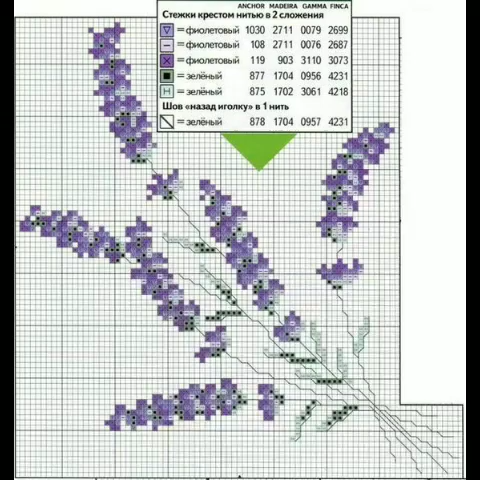 ANCHOR MADEIRA GAMMA FINCA
Стежки крестом нитью в 2 сложения
= фиолетовый 1030 2711 0079 2699
= фиолетовый 108 2711 0076 2687
= фиолетовый 119 903 3110 3073
= зелёный 877 1704 0956 4231
= зелёный 875 1702 3061 4218
Шов «назад иголку» в 1 нить
= зелёный 878 1704 0957 4231